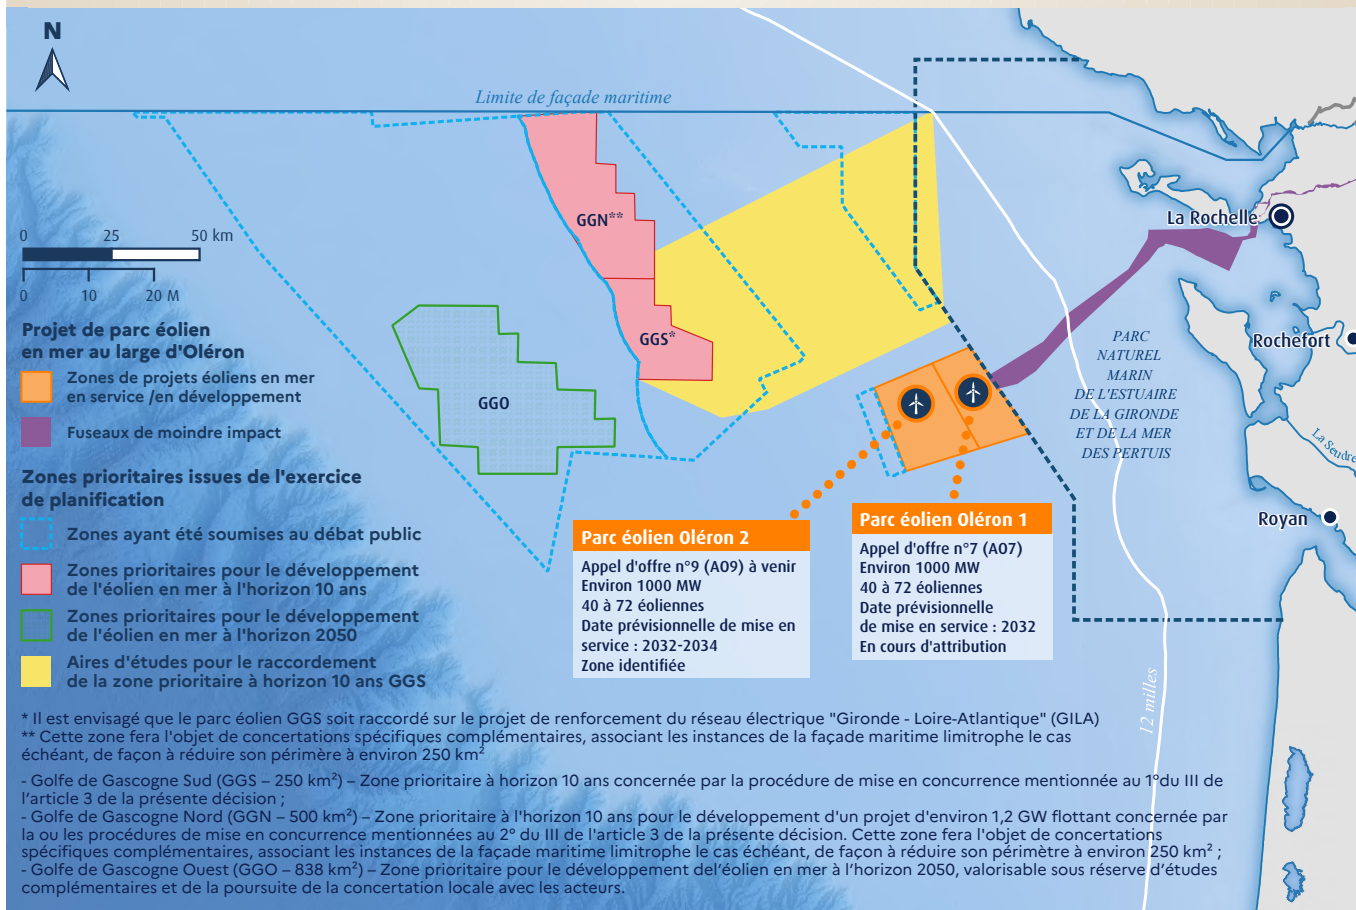 N
Limite de façade maritime
0 25 50 km
0 10 20 M
Projet de parc éolien
en mer au large d'Oléron
Zones de projets éoliens en mer
en service /en développement
Fuseaux de moindre impact
Zones prioritaires issues de l'exercice
de planification
Zones ayant été soumises au débat public
Zones prioritaires pour le développement
de l'éolien en mer à l'horizon 10 ans
Zones prioritaires pour le développement
de l'éolien en mer à l'horizon 2050
Aires d'études pour le raccordement
de la zone prioritaire à horizon 10 ans GGS
GGN**
GGS*
GGO
La Rochelle
Rochefort
Royan
La Seudre
PARC
NATUREL
MARIN
DE L'ESTUAIRE
DE LA GIRONDE
ET DE LA MER
DES PERTUIS
12 milles
Parc éolien Oléron 2
Appel d'offre n°9 (AO9) à venir
Environ 1000 MW
40 à 72 éoliennes
Date prévisionnelle de mise en
service : 2032-2034
Zone identifiée
Parc éolien Oléron 1
Appel d'offre n°7 (AO7)
Environ 1000 MW
40 à 72 éoliennes
Date prévisionnelle
de mise en service : 2032
En cours d'attribution
* Il est envisagé que le parc éolien GGS soit raccordé sur le projet de renforcement du réseau électrique "Gironde - Loire-Atlantique" (GILA)
** Cette zone fera l'objet de concertations spécifiques complémentaires, associant les instances de la façade maritime limitrophe le cas
échéant, de façon à réduire son périmère à environ 250 km²
- Golfe de Gascogne Sud (GGS – 250 km²) – Zone prioritaire à horizon 10 ans concernée par la procédure de mise en concurrence mentionnée au 1°du III de
l'article 3 de la présente décision ;
- Golfe de Gascogne Nord (GGN – 500 km²) – Zone prioritaire à l'horizon 10 ans pour le développement d'un projet d'environ 1,2 GW flottant concernée par
la ou les procédures de mise en concurrence mentionnées au 2° du III de l'article 3 de la présente décision. Cette zone fera l'objet de concertations
spécifiques complémentaires, associant les instances de la façade maritime limitrophe le cas échéant, de façon à réduire son périmètre à environ 250 km² ;
- Golfe de Gascogne Ouest (GGO – 838 km²) – Zone prioritaire pour le développement del'éolien en mer à l'horizon 2050, valorisable sous réserve d'études
complémentaires et de la poursuite de la concertation locale avec les acteurs.